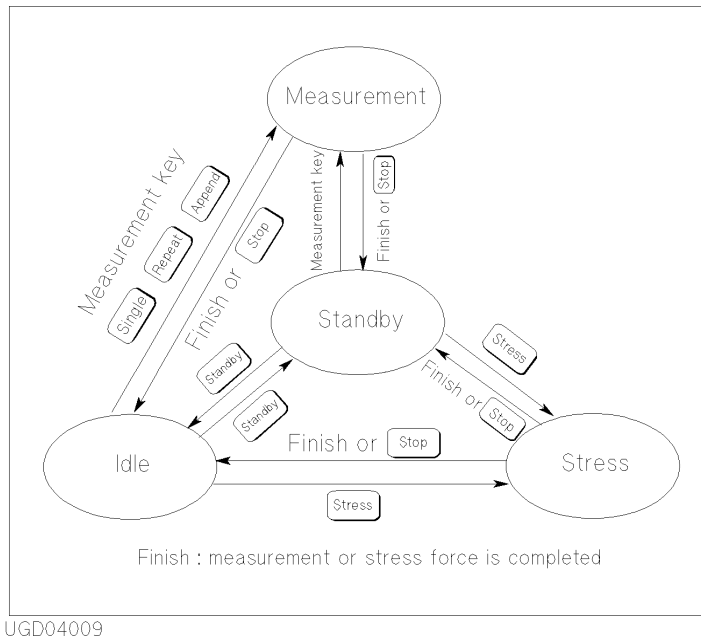 Measurement
Measurement key
Single
Repeat
Append
Finish or Stop
Measurement key
Finish or Stop
Standby
Standby
Standby
Stress
Finish or Stop
Idle
Finish or Stop
Stress
Stress
Finish : measurement or stress force is completed
UGD04009